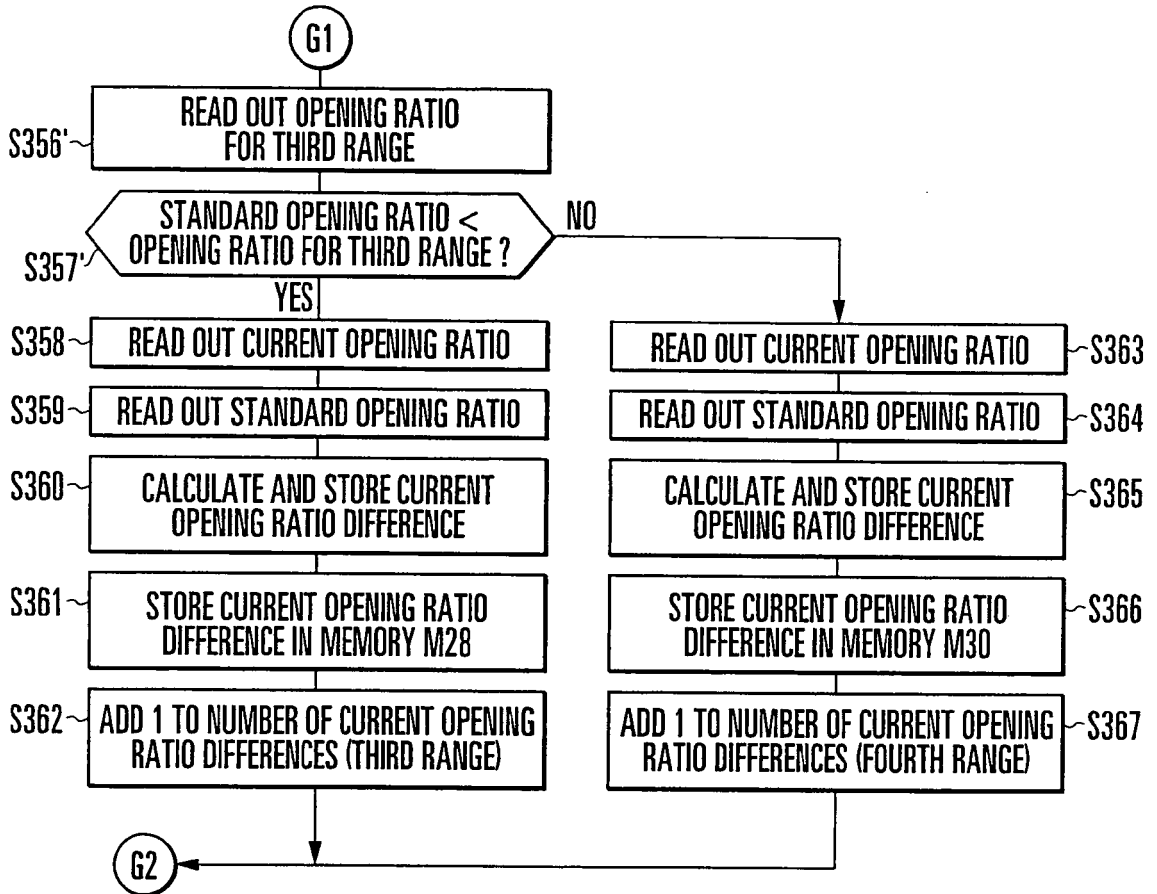 G1
S356'
READ OUT OPENING RATIO
FOR THIRD RANGE
S357'
STANDARD OPENING RATIO <
OPENING RATIO FOR THIRD RANGE ?
NO
YES
S358
READ OUT CURRENT OPENING RATIO
S359
READ OUT STANDARD OPENING RATIO
S360
CALCULATE AND STORE CURRENT
OPENING RATIO DIFFERENCE
S361
STORE CURRENT OPENING RATIO
DIFFERENCE IN MEMORY M28
S362
ADD 1 TO NUMBER OF CURRENT OPENING
RATIO DIFFERENCES (THIRD RANGE)
READ OUT CURRENT OPENING RATIO
S363
READ OUT STANDARD OPENING RATIO
S364
CALCULATE AND STORE CURRENT
OPENING RATIO DIFFERENCE
S365
STORE CURRENT OPENING RATIO
DIFFERENCE IN MEMORY M30
S366
ADD 1 TO NUMBER OF CURRENT OPENING
RATIO DIFFERENCES (FOURTH RANGE)
S367
G2